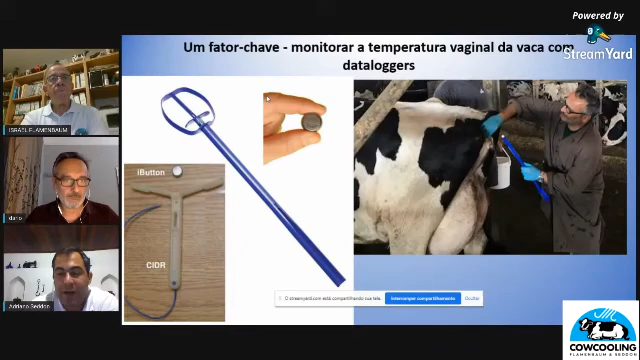 Powered by
StreamYard
Um fator-chave - monitorar a temperatura vaginal da vaca com
dataloggers
ISRAEL FLAMENBAUM
dario
Adriano Seddon
iButton
CIDR
O streamyard.com está compartilhando sua tela.
Interromper compartilhamento
Ocultar
COWCOOLING
FLAMENBAUM & SEDDON